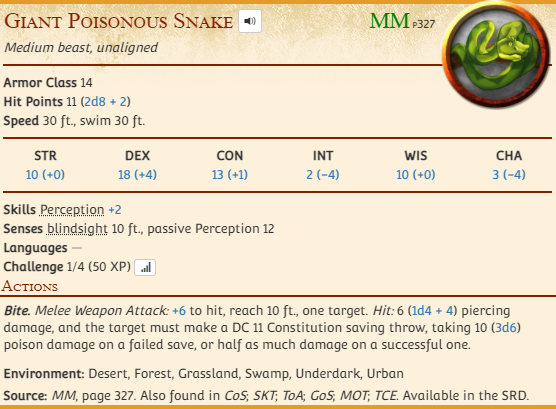 Giant Poisonous Snake MM P327
Medium beast, unaligned
Armor Class 14
Hit Points 11 (2d8 + 2)
Speed 30 ft., swim 30 ft.
STR DEX CON INT WIS CHA
10 (+0) 18 (+4) 13 (+1) 2 (−4) 10 (+0) 3 (−4)
Skills Perception +2
Senses blindsight 10 ft., passive Perception 12
Languages —
Challenge 1/4 (50 XP)
Actions
Bite. Melee Weapon Attack: +6 to hit, reach 10 ft., one target. Hit: 6 (1d4 + 4) piercing
damage, and the target must make a DC 11 Constitution saving throw, taking 10 (3d6)
poison damage on a failed save, or half as much damage on a successful one.
Environment: Desert, Forest, Grassland, Swamp, Underdark, Urban
Source: MM, page 327. Also found in CoS; SKT; ToA; GoS; MOT; TCE. Available in the SRD.